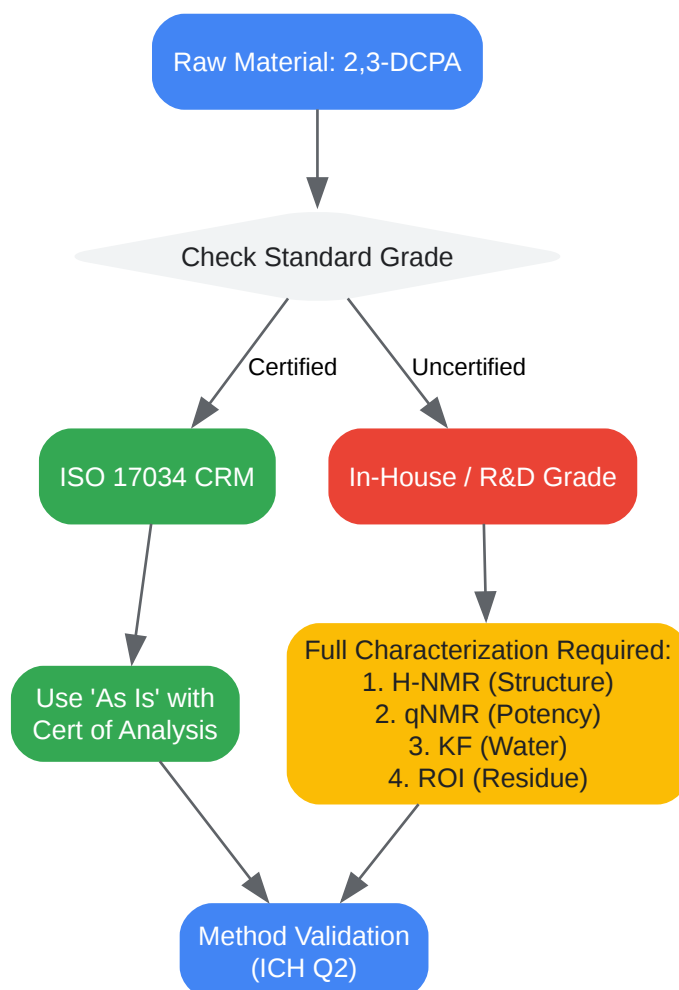 Raw Material: 2,3-DCPA
Check Standard Grade
Certified
Uncertified
ISO 17034 CRM
In-House / R&D Grade
Full Characterization Required:
1. H-NMR (Structure)
2. qNMR (Potency)
3. KF (Water)
4. ROI (Residue)
Use 'As Is' with
Cert of Analysis
Method Validation
(ICH Q2)